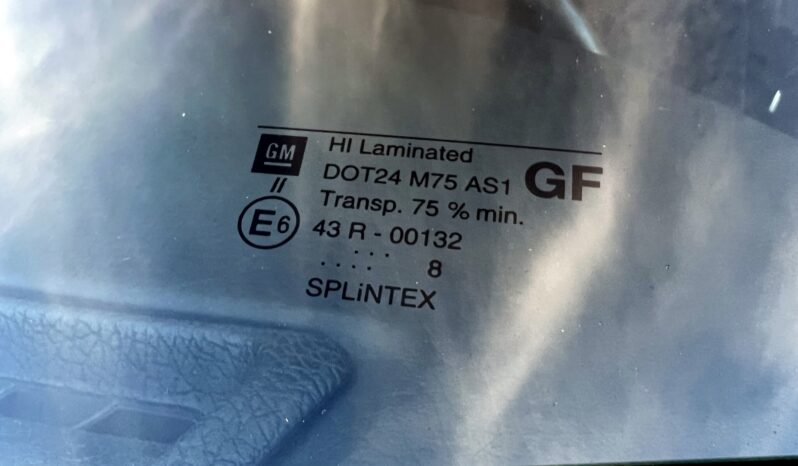 GM HI Laminated
// DOT24 M75 AS1 GF
Transp. 75 % min.
E6 43 R - 00132
. . .
. . . . 8
SPLiNTEX